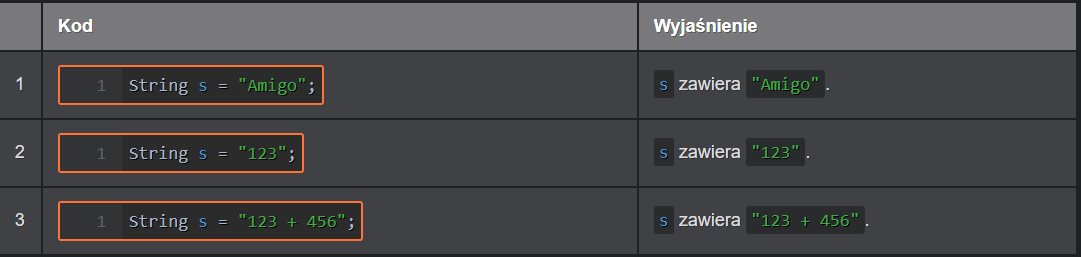 Kod Wyjaśnienie
1 1 String s = "Amigo"; s zawiera "Amigo".
2 1 String s = "123"; s zawiera "123".
3 1 String s = "123 + 456"; s zawiera "123 + 456".